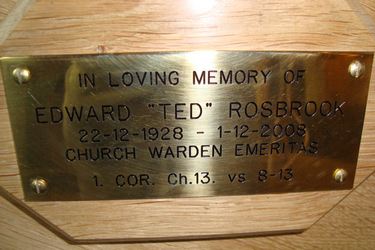 IN LOVING MEMORY OF
EDWARD "TED" ROSBROOK
22-12-1928 - 1-12-2008
CHURCH WARDEN EMERITAS
1. COR. Ch.13. vs 8-13